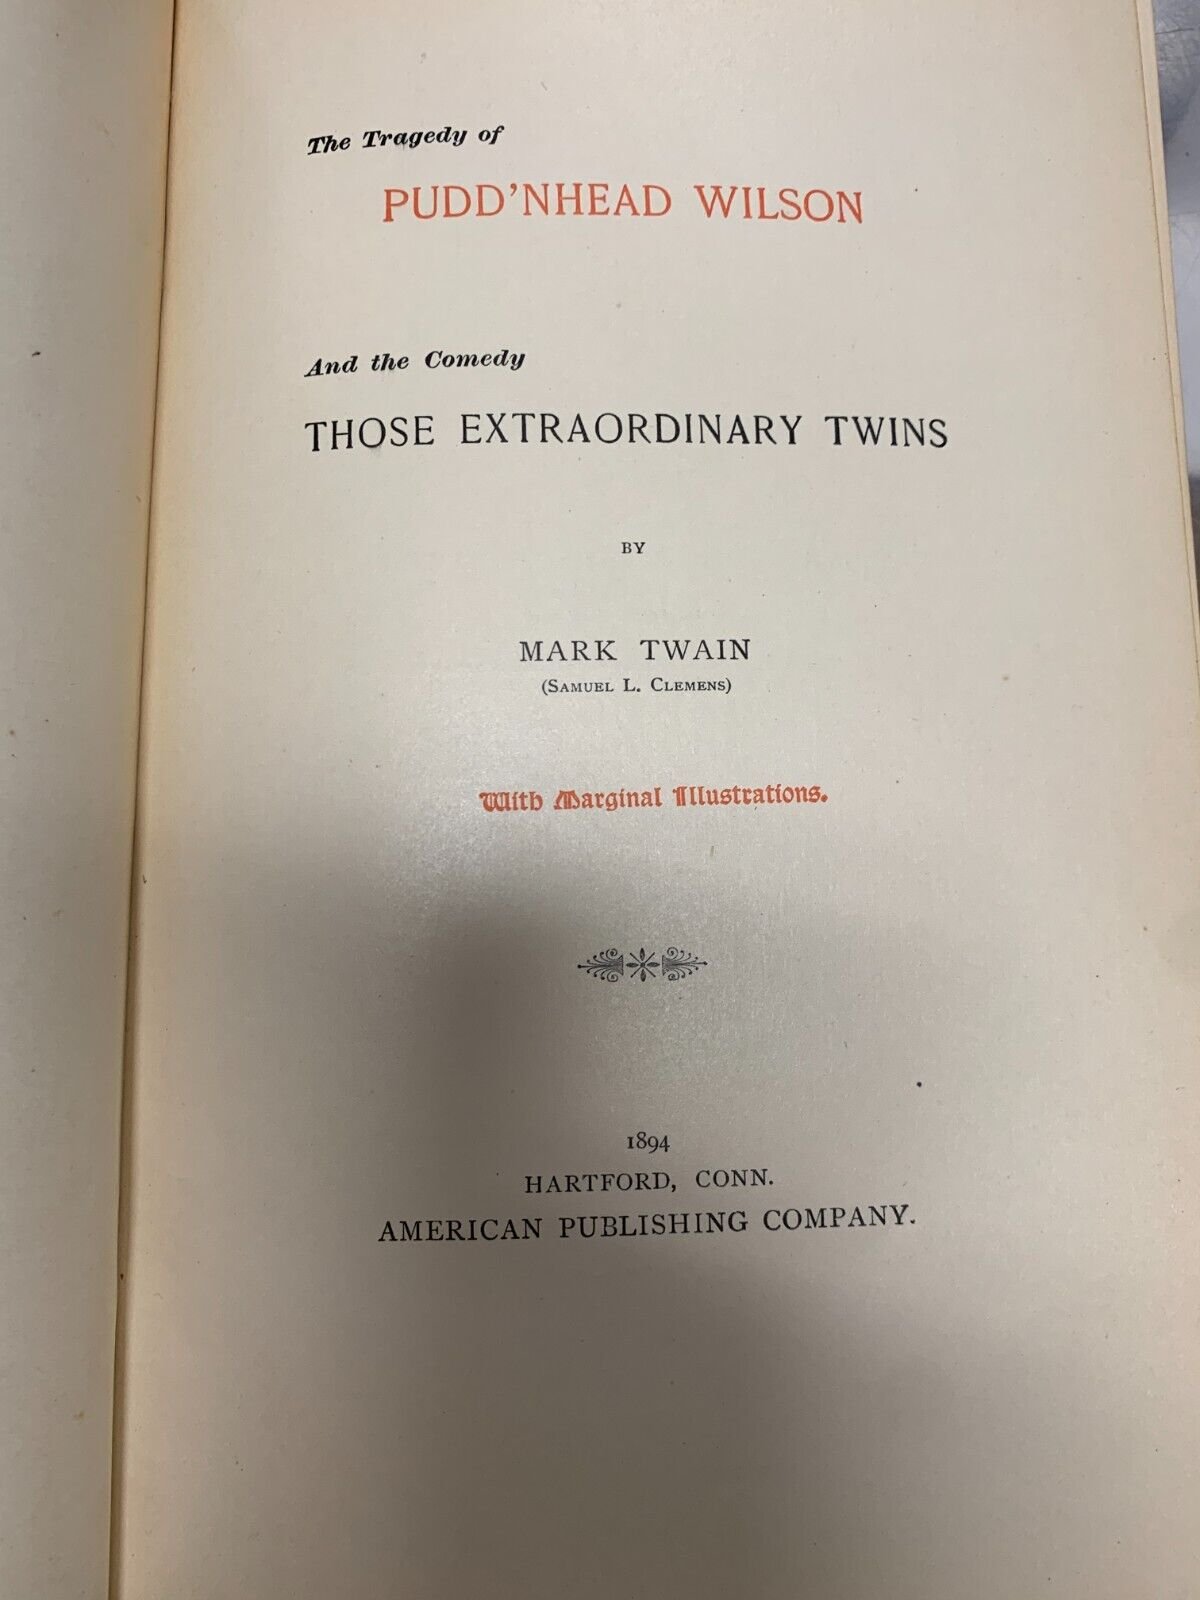 The Tragedy of
PUDD'NHEAD WILSON
And the Comedy
THOSE EXTRAORDINARY TWINS
BY
MARK TWAIN
(SAMUEL L. CLEMENS)
With Marginal Illustrations.
1894
HARTFORD, CONN.
AMERICAN PUBLISHING COMPANY.